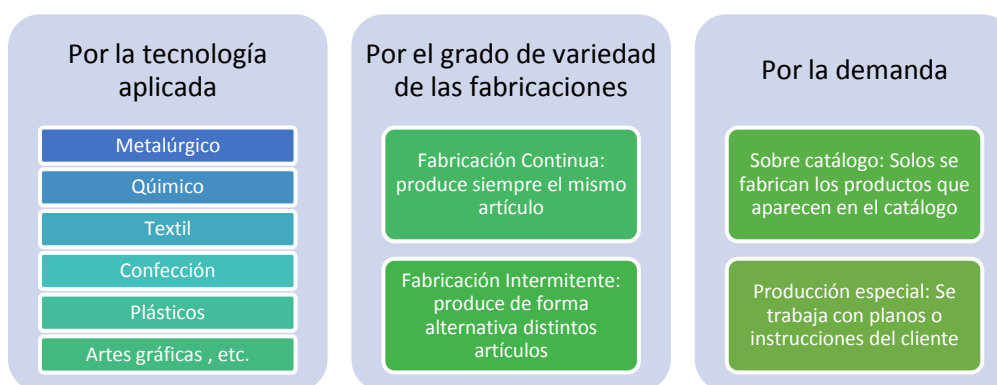 Por la tecnología
aplicada
Metalúrgico
Qúimico
Textil
Confección
Plásticos
Artes gráficas , etc.
Por el grado de variedad
de las fabricaciones
Fabricación Continua:
produce siempre el mismo
artículo
Fabricación Intermitente:
produce de forma
alternativa distintos
artículos
Por la demanda
Sobre catálogo: Solos se
fabrican los productos que
aparecen en el catálogo
Producción especial: Se
trabaja con planos o
instrucciones del cliente